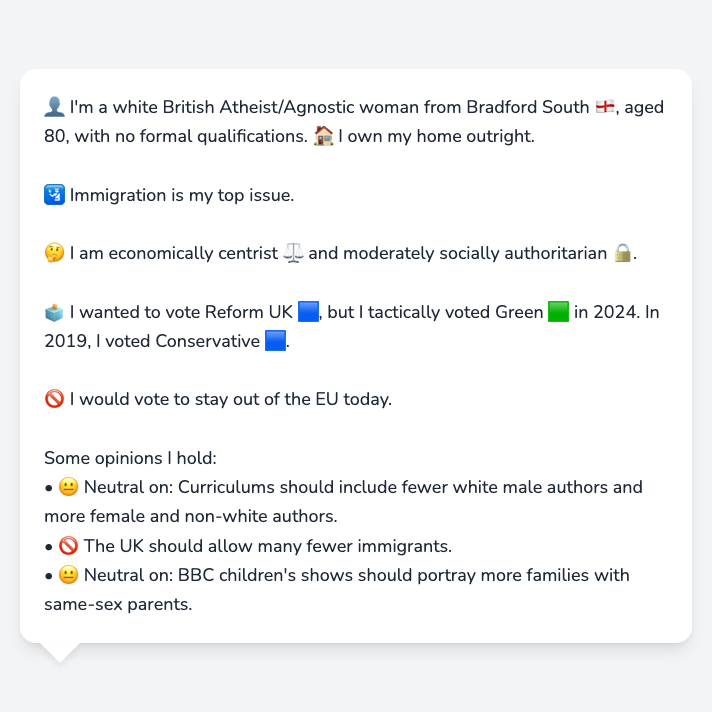 👤 I'm a white British Atheist/Agnostic woman from Bradford South 🏴󠁧󠁢󠁥󠁮󠁧󠁿, aged
80, with no formal qualifications. 🏠 I own my home outright.
🛂 Immigration is my top issue.
🤔 I am economically centrist ⚖️ and moderately socially authoritarian 🔒.
🗳️ I wanted to vote Reform UK 🟦, but I tactically voted Green 🟩 in 2024. In
2019, I voted Conservative 🟦.
🚫 I would vote to stay out of the EU today.
Some opinions I hold:
• 😐 Neutral on: Curriculums should include fewer white male authors and
more female and non-white authors.
• 🚫 The UK should allow many fewer immigrants.
• 😐 Neutral on: BBC children's shows should portray more families with
same-sex parents.